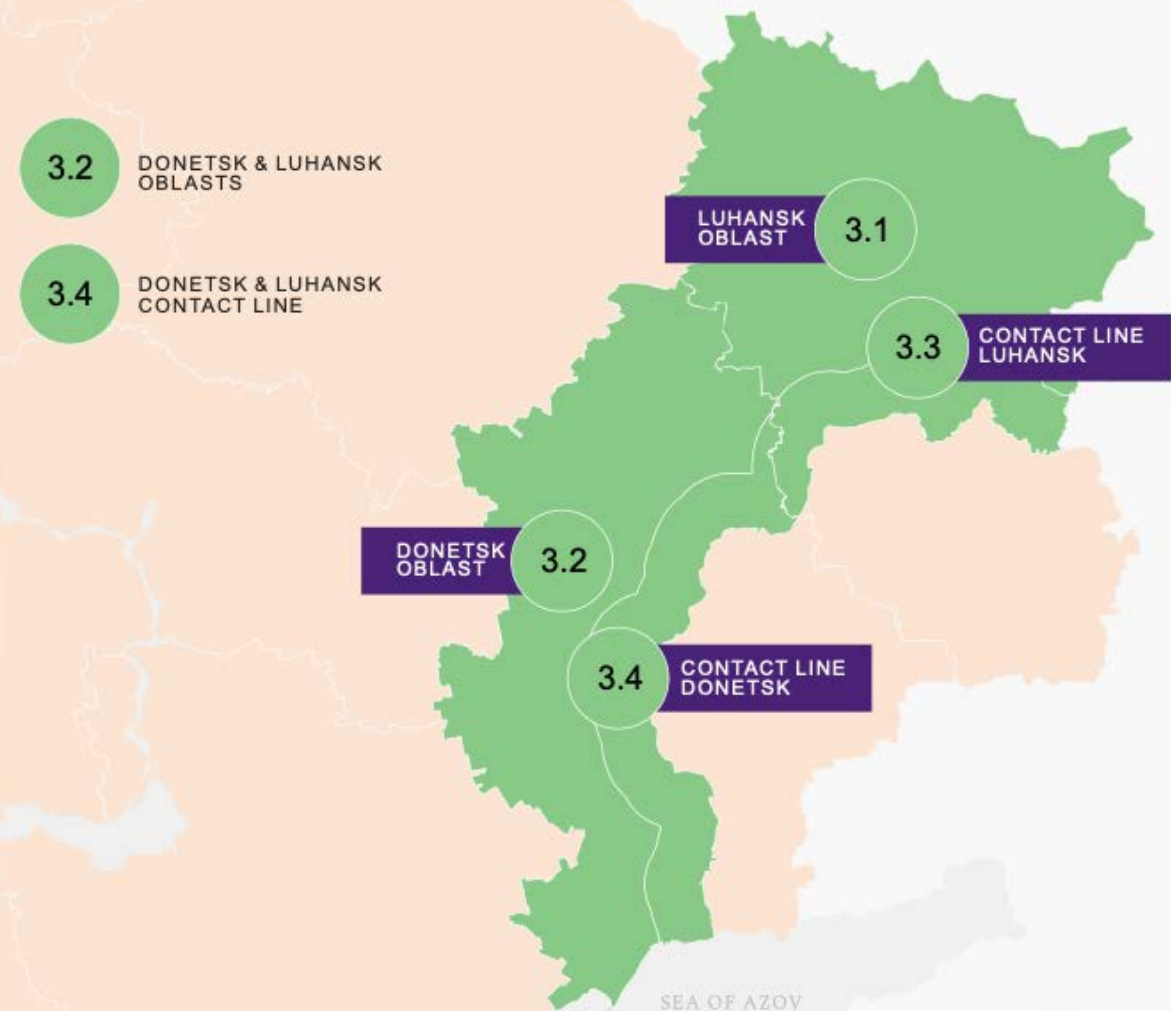 3.2
DONETSK & LUHANSK
OBLASTS
3.4
DONETSK & LUHANSK
CONTACT LINE
LUHANSK
OBLAST
3.1
3.3
CONTACT LINE
LUHANSK
DONETSK
OBLAST
3.2
3.4
CONTACT LINE
DONETSK
SEA OF AZOV